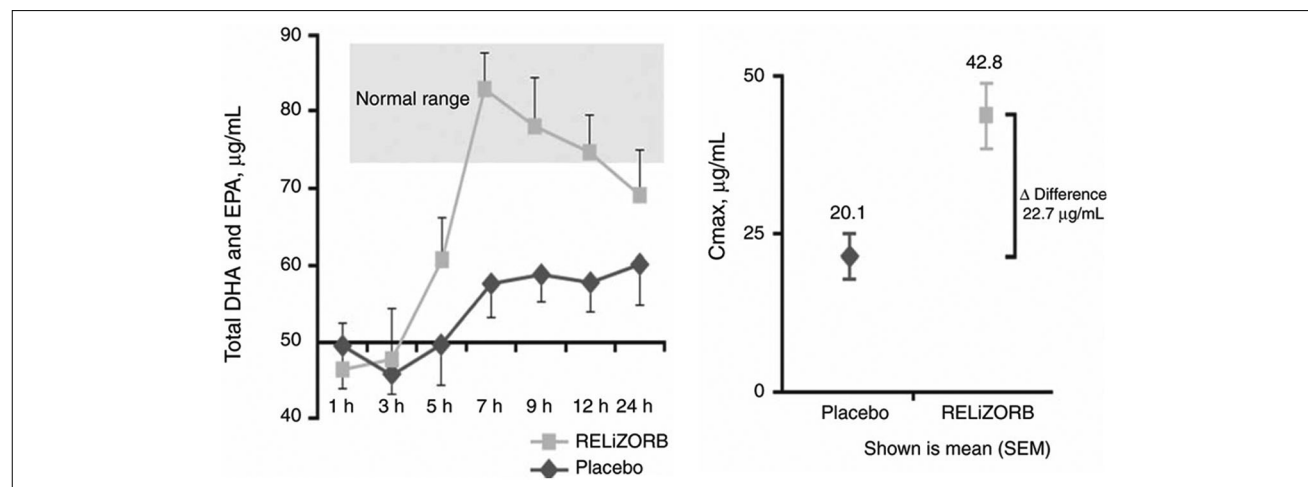 90
80
70
60
50
40
Total DHA and EPA, μg/mL
Normal range
1 h 3 h 5 h 7 h 9 h 12 h 24 h
RELiZORB
Placebo
50
25
0
Cmax, μg/mL
42.8
20.1
Δ Difference
22.7 μg/mL
Placebo RELiZORB
Shown is mean (SEM)